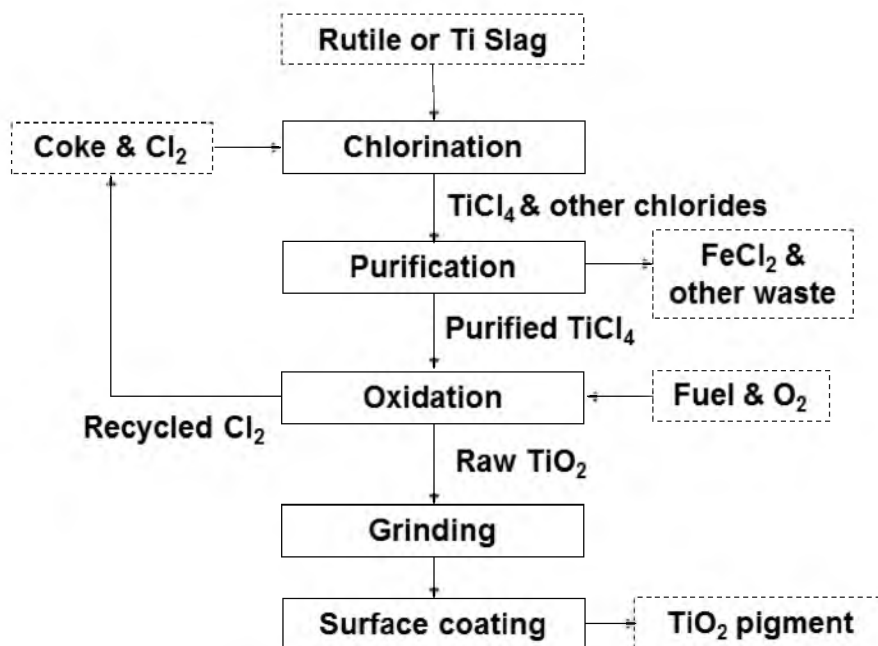 Rutile or Ti Slag
Coke & Cl₂
Chlorination
TiCl₄ & other chlorides
Purification
FeCl₂ &
other waste
Purified TiCl₄
Oxidation
Fuel & O₂
Recycled Cl₂
Raw TiO₂
Grinding
Surface coating
TiO₂ pigment